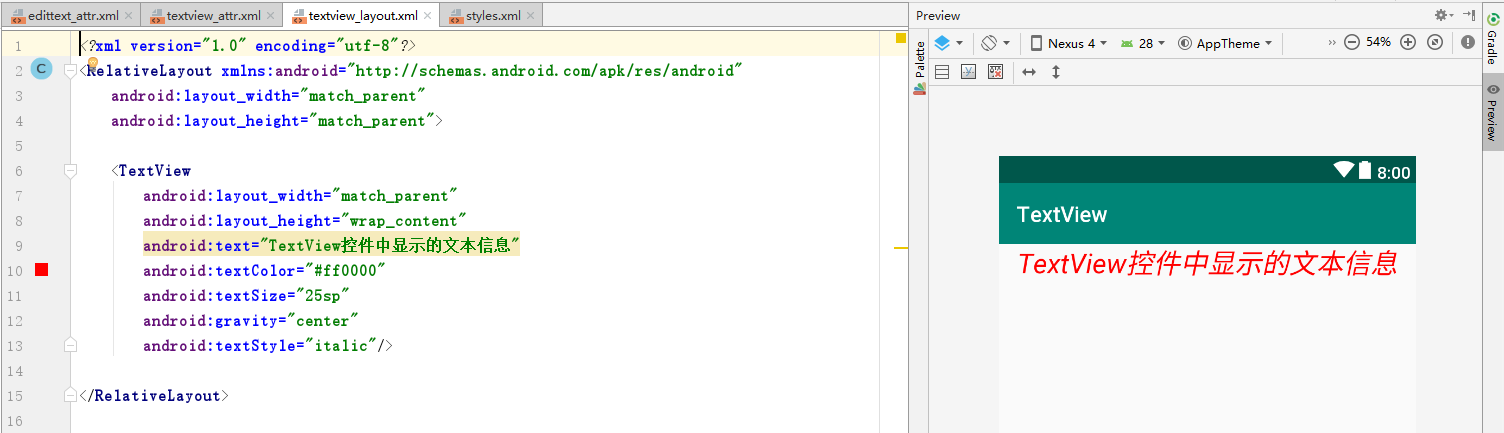 edittext_attr.xml textview_attr.xml textview_layout.xml styles.xml
1 <?xml version="1.0" encoding="utf-8"?>
2 <RelativeLayout xmlns:android="http://schemas.android.com/apk/res/android"
3 android:layout_width="match_parent"
4 android:layout_height="match_parent">
5
6 <TextView
7 android:layout_width="match_parent"
8 android:layout_height="wrap_content"
9 android:text="TextView控件中显示的文本信息"
10 android:textColor="#ff0000"
11 android:textSize="25sp"
12 android:gravity="center"
13 android:textStyle="italic"/>
14
15 </RelativeLayout>
16
C
Preview
Palette
Nexus 4 28 AppTheme » 54%
8:00
TextView
TextView控件中显示的文本信息
Gradle
Preview